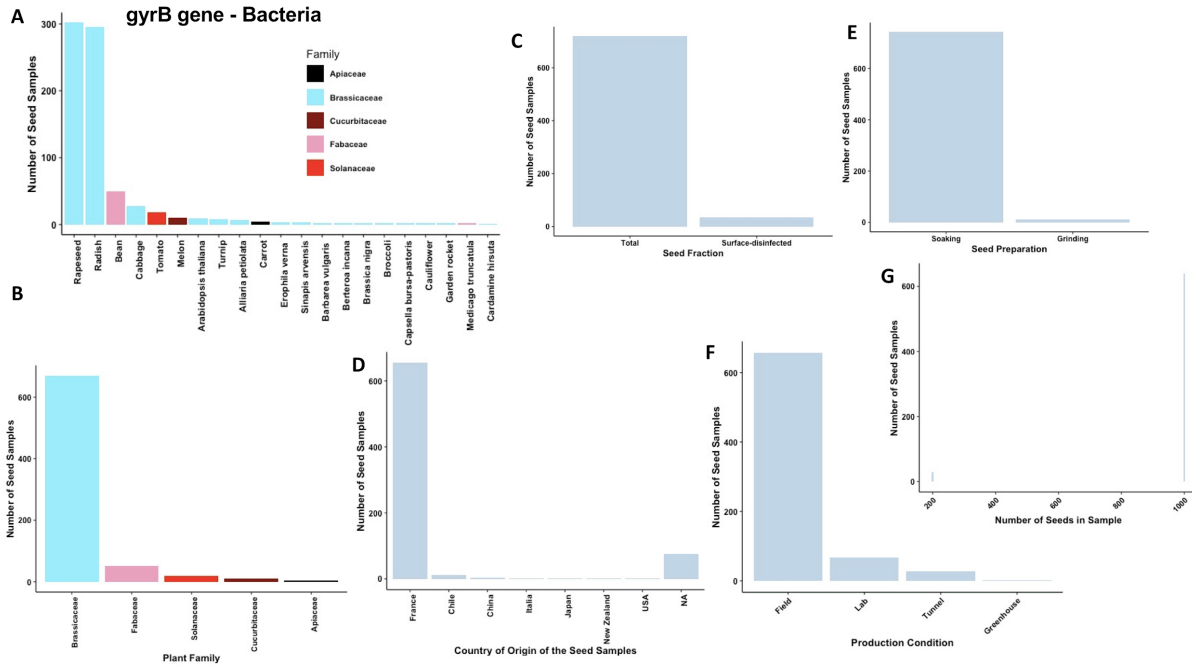 A
gyrB gene - Bacteria
Number of Seed Samples
300
200
100
0
Family
Apiaceae
Brassicaceae
Cucurbitaceae
Fabaceae
Solanaceae
Rapeseed
Radish
Bean
Cabbage
Tomato
Melon
Arabidopsis thaliana
Turnip
Alliaria petiolata
Carrot
Erophila verna
Sinapis arvensis
Barbarea vulgaris
Berteroa incana
Brassica nigra
Broccoli
Capsella bursa-pastoris
Cauliflower
Garden rocket
Medicago truncatula
Cardamine hirsuta
B
Number of Seed Samples
600
400
200
0
Brassicaceae
Fabaceae
Solanaceae
Cucurbitaceae
Apiaceae
Plant Family
C
Number of Seed Samples
600
400
200
0
Total
Surface-disinfected
Seed Fraction
D
Number of Seed Samples
600
400
200
0
France
Chile
China
Italia
Japan
New Zealand
USA
NA
Country of Origin of the Seed Samples
E
Number of Seed Samples
600
400
200
0
Soaking
Grinding
Seed Preparation
F
Number of Seed Samples
600
400
200
0
Field
Lab
Tunnel
Greenhouse
Production Condition
G
Number of Seed Samples
600
400
200
0
200
400
600
800
1000
Number of Seeds in Sample